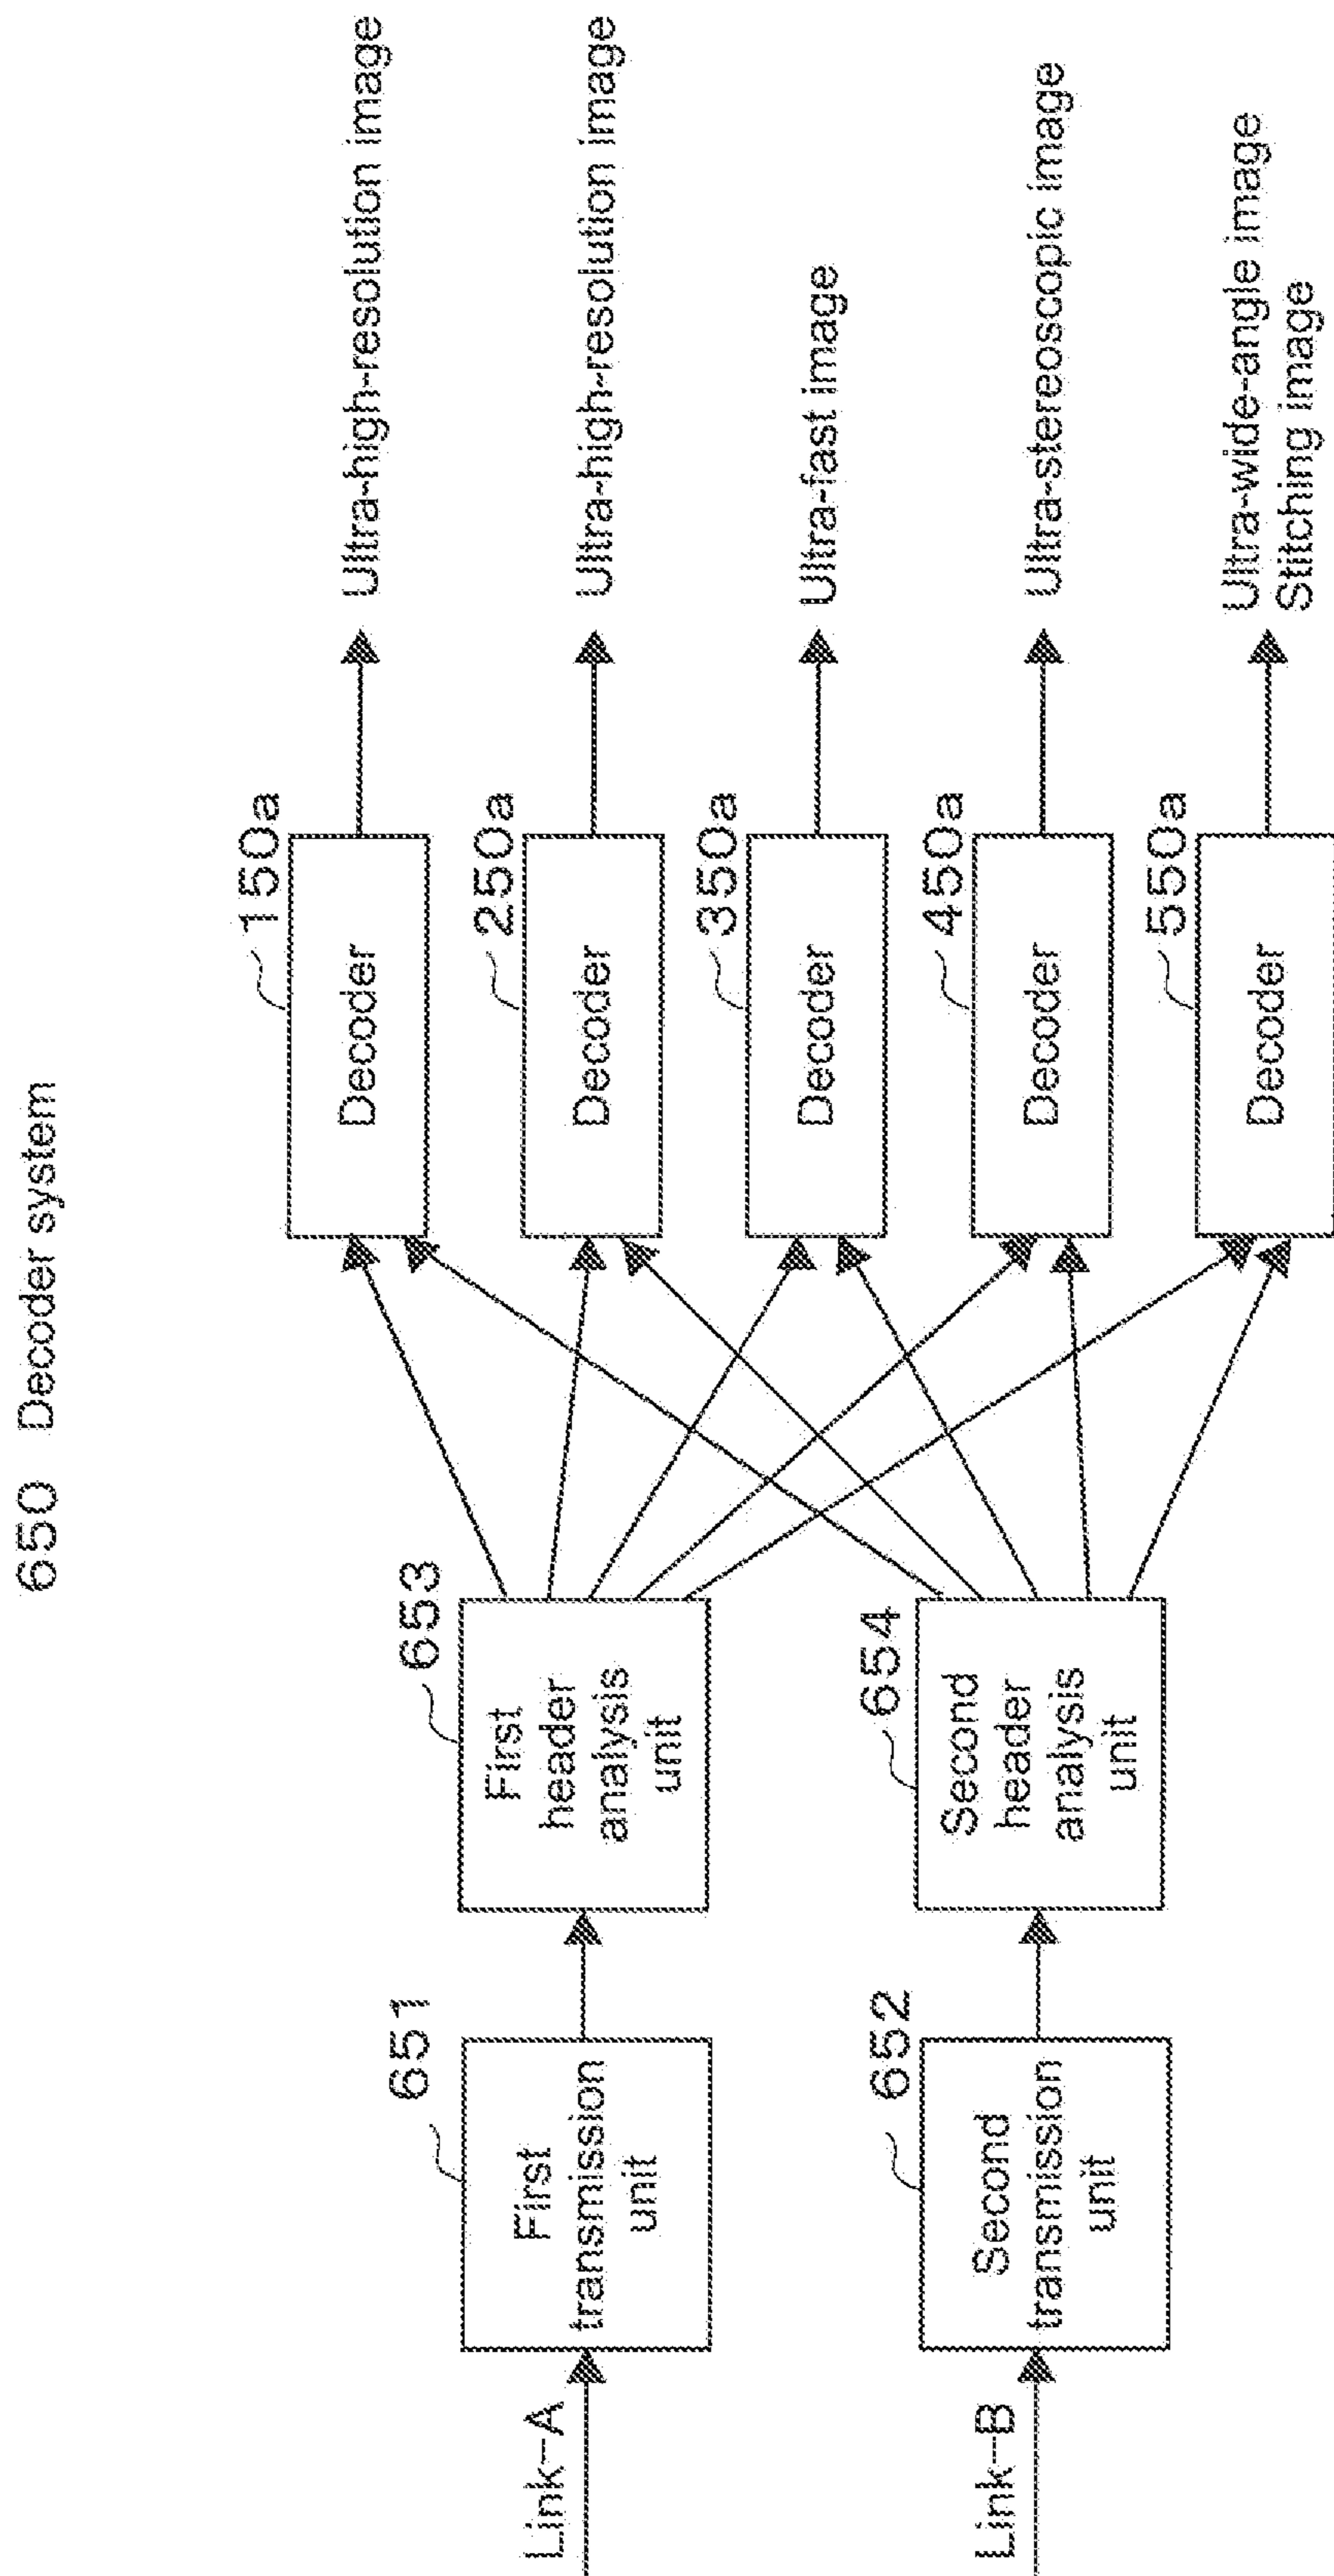 650 Decoder system
Link-A
651
First
transmission
unit
653
First
header
analysis
unit
Link-B
652
Second
transmission
unit
654
Second
header
analysis
unit
150a
Decoder
Ultra-high-resolution image
250a
Decoder
Ultra-high-resolution image
350a
Decoder
Ultra-fast image
450a
Decoder
Ultra-stereoscopic image
550a
Decoder
Ultra-wide-angle image
Stitching image